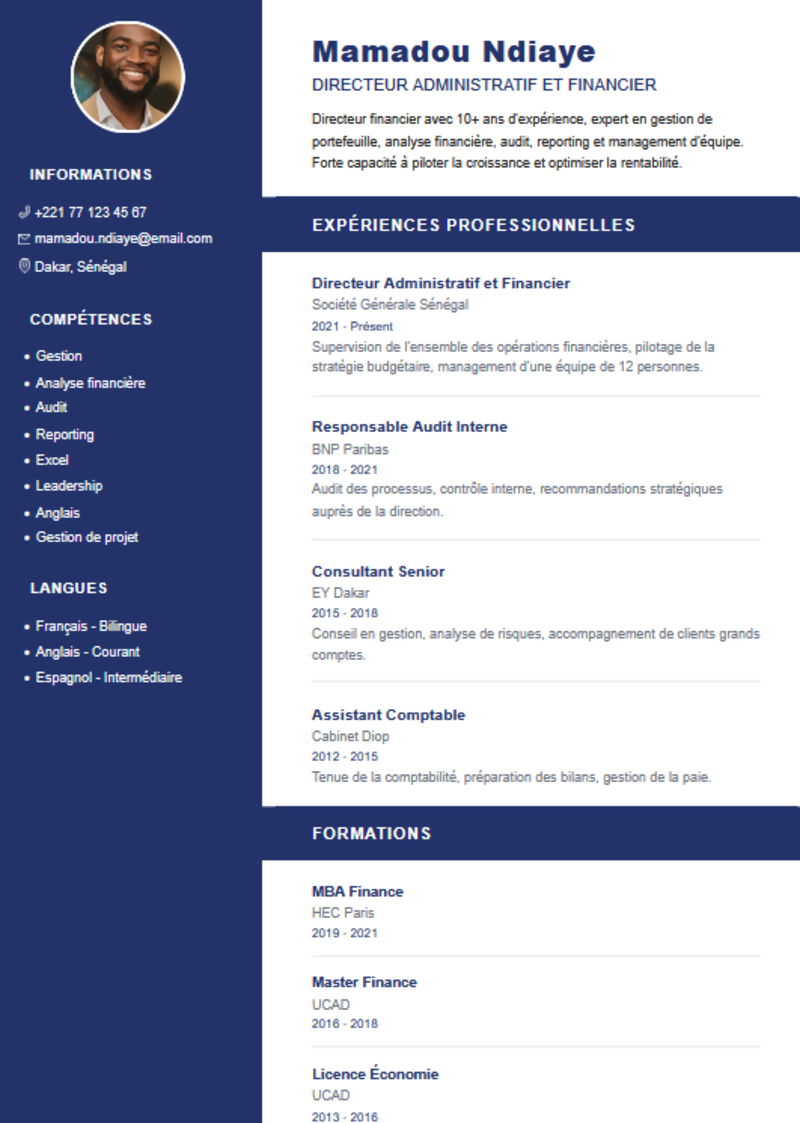 INFORMATIONS
+221 77 123 45 67
mamadou.ndiaye@email.com
Dakar, Sénégal
COMPÉTENCES
• Gestion
• Analyse financière
• Audit
• Reporting
• Excel
• Leadership
• Anglais
• Gestion de projet
LANGUES
• Français - Bilingue
• Anglais - Courant
• Espagnol - Intermédiaire
Mamadou Ndiaye
DIRECTEUR ADMINISTRATIF ET FINANCIER
Directeur financier avec 10+ ans d'expérience, expert en gestion de
portefeuille, analyse financière, audit, reporting et management d'équipe.
Forte capacité à piloter la croissance et optimiser la rentabilité.
EXPÉRIENCES PROFESSIONNELLES
Directeur Administratif et Financier
Société Générale Sénégal
2021 - Présent
Supervision de l'ensemble des opérations financières, pilotage de la
stratégie budgétaire, management d'une équipe de 12 personnes.
Responsable Audit Interne
BNP Paribas
2018 - 2021
Audit des processus, contrôle interne, recommandations stratégiques
auprès de la direction.
Consultant Senior
EY Dakar
2015 - 2018
Conseil en gestion, analyse de risques, accompagnement de clients grands
comptes.
Assistant Comptable
Cabinet Diop
2012 - 2015
Tenue de la comptabilité, préparation des bilans, gestion de la paie.
FORMATIONS
MBA Finance
HEC Paris
2019 - 2021
Master Finance
UCAD
2016 - 2018
Licence Économie
UCAD
2013 - 2016